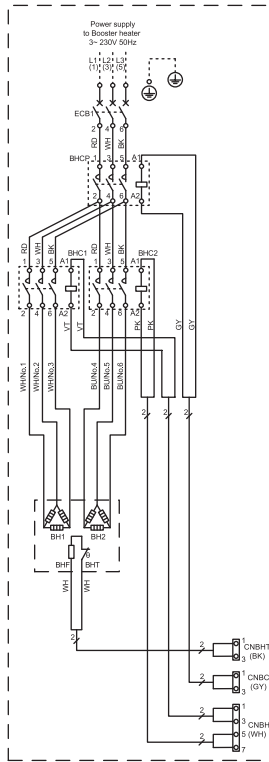 Power supply
to Booster heater
3~ 230V 50Hz
L1 L2 L3
(1) (3) (5)
ECB1
2 4 6
RD WH BK
BHCP 1 3 5 A1
2 4 6 A2
RD WH BK RD WH BK
BHC1 BHC2
1 3 5 A1 1 3 5 A1
2 4 6 A2 2 4 6 A2
VT VT PK PK GY GY
WH/No.1 WH/No.2 WH/No.3 BU/No.4 BU/No.5 BU/No.6
2 2 2
BH1 BH2
BHF θ BHT
WH WH
2
2 1 CNBHT
3 (BK)
2 1 CNBC
3 (GY)
2 1 CNBH
3
5 (WH)
2 7